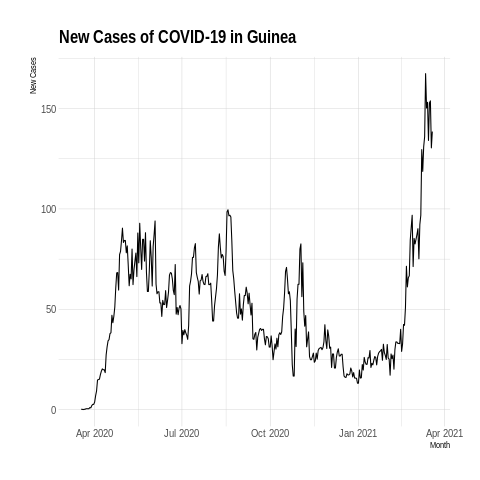 New Cases of COVID-19 in Guinea
New Cases
150
100
50
0
Apr 2020
Jul 2020
Oct 2020
Jan 2021
Apr 2021
Month